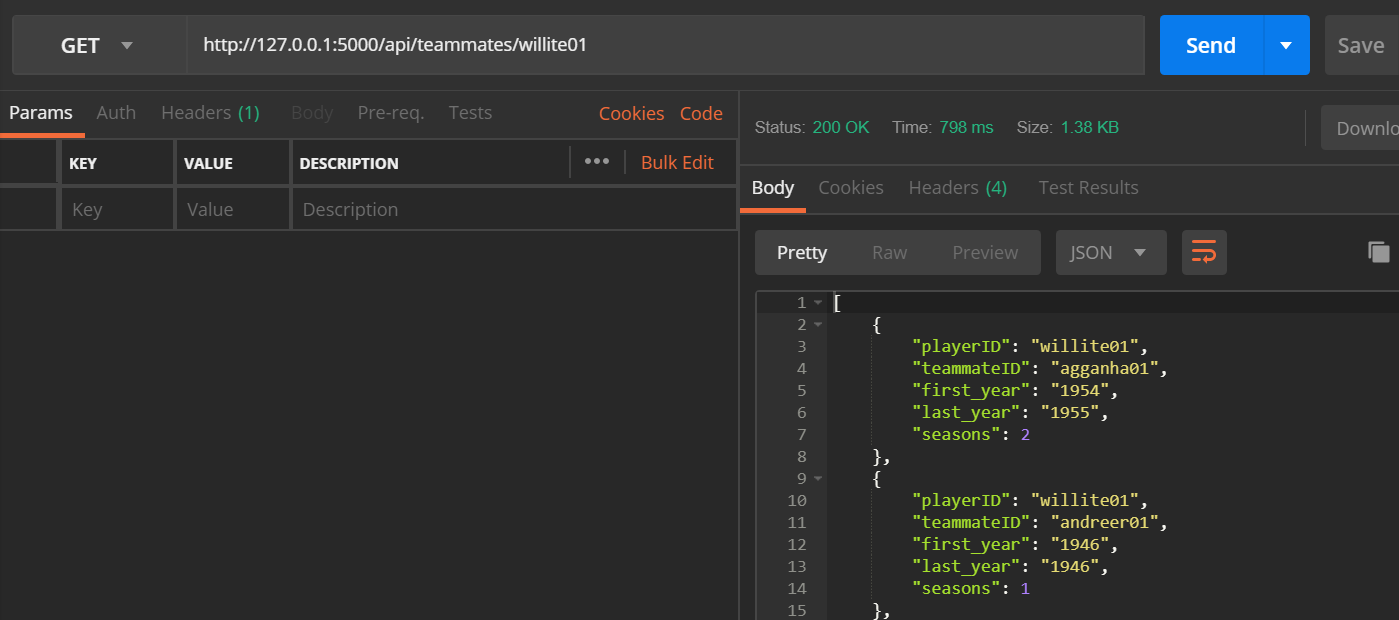 GET http://127.0.0.1:5000/api/teammates/willite01 Send Save
Params Auth Headers (1) Body Pre-req. Tests Cookies Code
KEY VALUE DESCRIPTION ••• Bulk Edit
Key Value Description
Status: 200 OK Time: 798 ms Size: 1.38 KB Downlo
Body Cookies Headers (4) Test Results
Pretty Raw Preview JSON
1 [
2 {
3 "playerID": "willite01",
4 "teammateID": "agganha01",
5 "first_year": "1954",
6 "last_year": "1955",
7 "seasons": 2
8 },
9 {
10 "playerID": "willite01",
11 "teammateID": "andreer01",
12 "first_year": "1946",
13 "last_year": "1946",
14 "seasons": 1
15 },